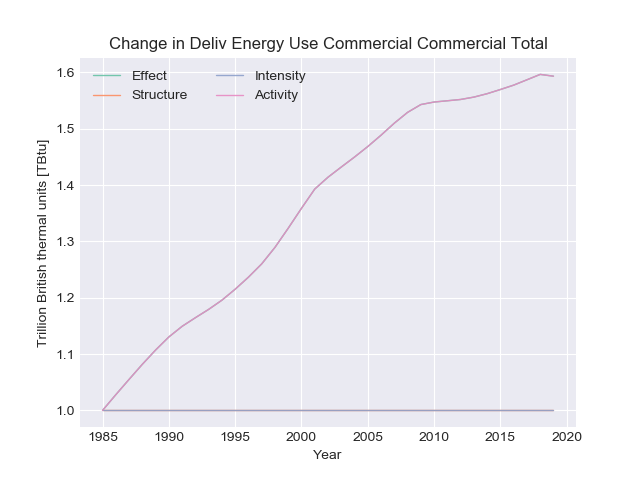 Change in Deliv Energy Use Commercial Commercial Total
Effect
Structure
Intensity
Activity
Trillion British thermal units [TBtu]
1.6
1.5
1.4
1.3
1.2
1.1
1.0
1985 1990 1995 2000 2005 2010 2015 2020
Year